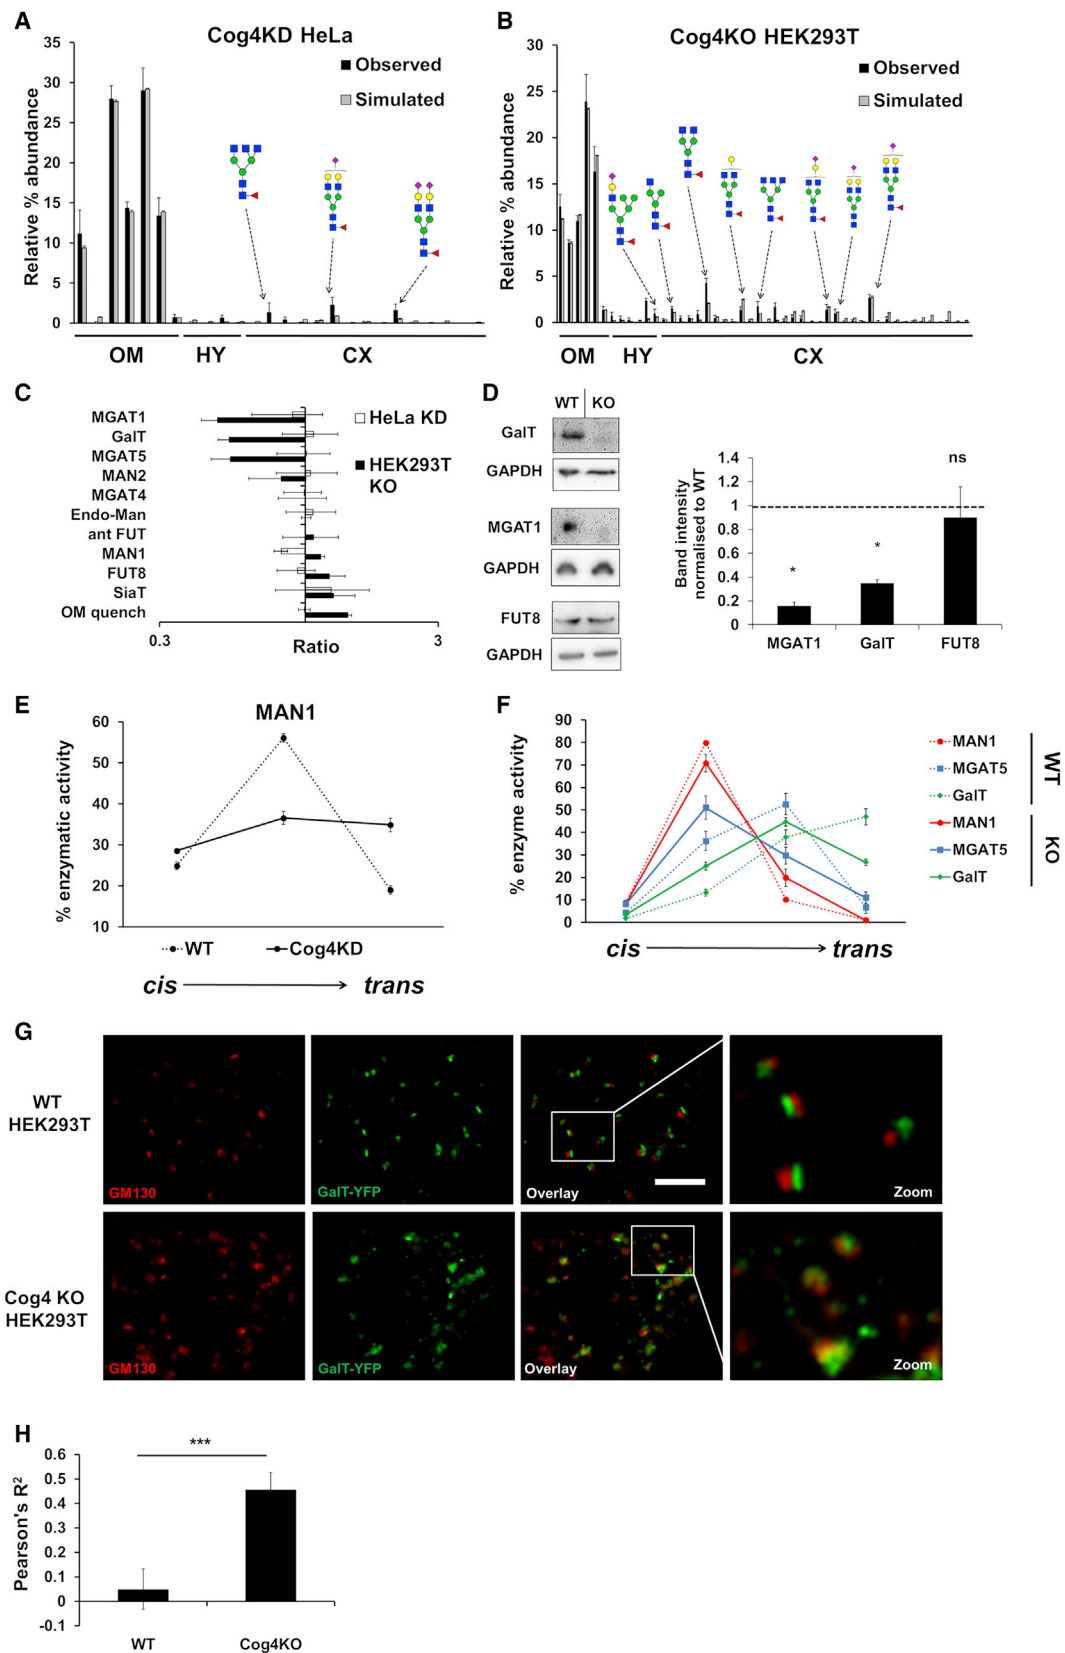 A
Cog4KD HeLa
Relative % abundance
35
30
25
20
15
10
5
0
Observed
Simulated
OM
HY
CX
B
Cog4KO HEK293T
Relative % abundance
30
25
20
15
10
5
0
Observed
Simulated
OM
HY
CX
C
MGAT1
GalT
MGAT5
MAN2
MGAT4
Endo-Man
ant FUT
MAN1
FUT8
SiaT
OM quench
HeLa KD
HEK293T
KO
0.3
3
Ratio
D
WT
KO
GalT
GAPDH
MGAT1
GAPDH
FUT8
GAPDH
Band intensity
normalised to WT
1.4
1.2
1
0.8
0.6
0.4
0.2
0
*
*
ns
MGAT1
GalT
FUT8
E
MAN1
% enzymatic activity
60
50
40
30
20
10
WT
Cog4KD
cis
trans
F
% enzyme activity
90
80
70
60
50
40
30
20
10
0
cis
trans
MAN1
MGAT5
GalT
WT
MAN1
MGAT5
GalT
KO
G
WT
HEK293T
GM130
GalT-YFP
Overlay
Zoom
Cog4 KO
HEK293T
GM130
GalT-YFP
Overlay
Zoom
H
Pearson's R²
0.6
0.5
0.4
0.3
0.2
0.1
0
-0.1
***
WT
Cog4KO